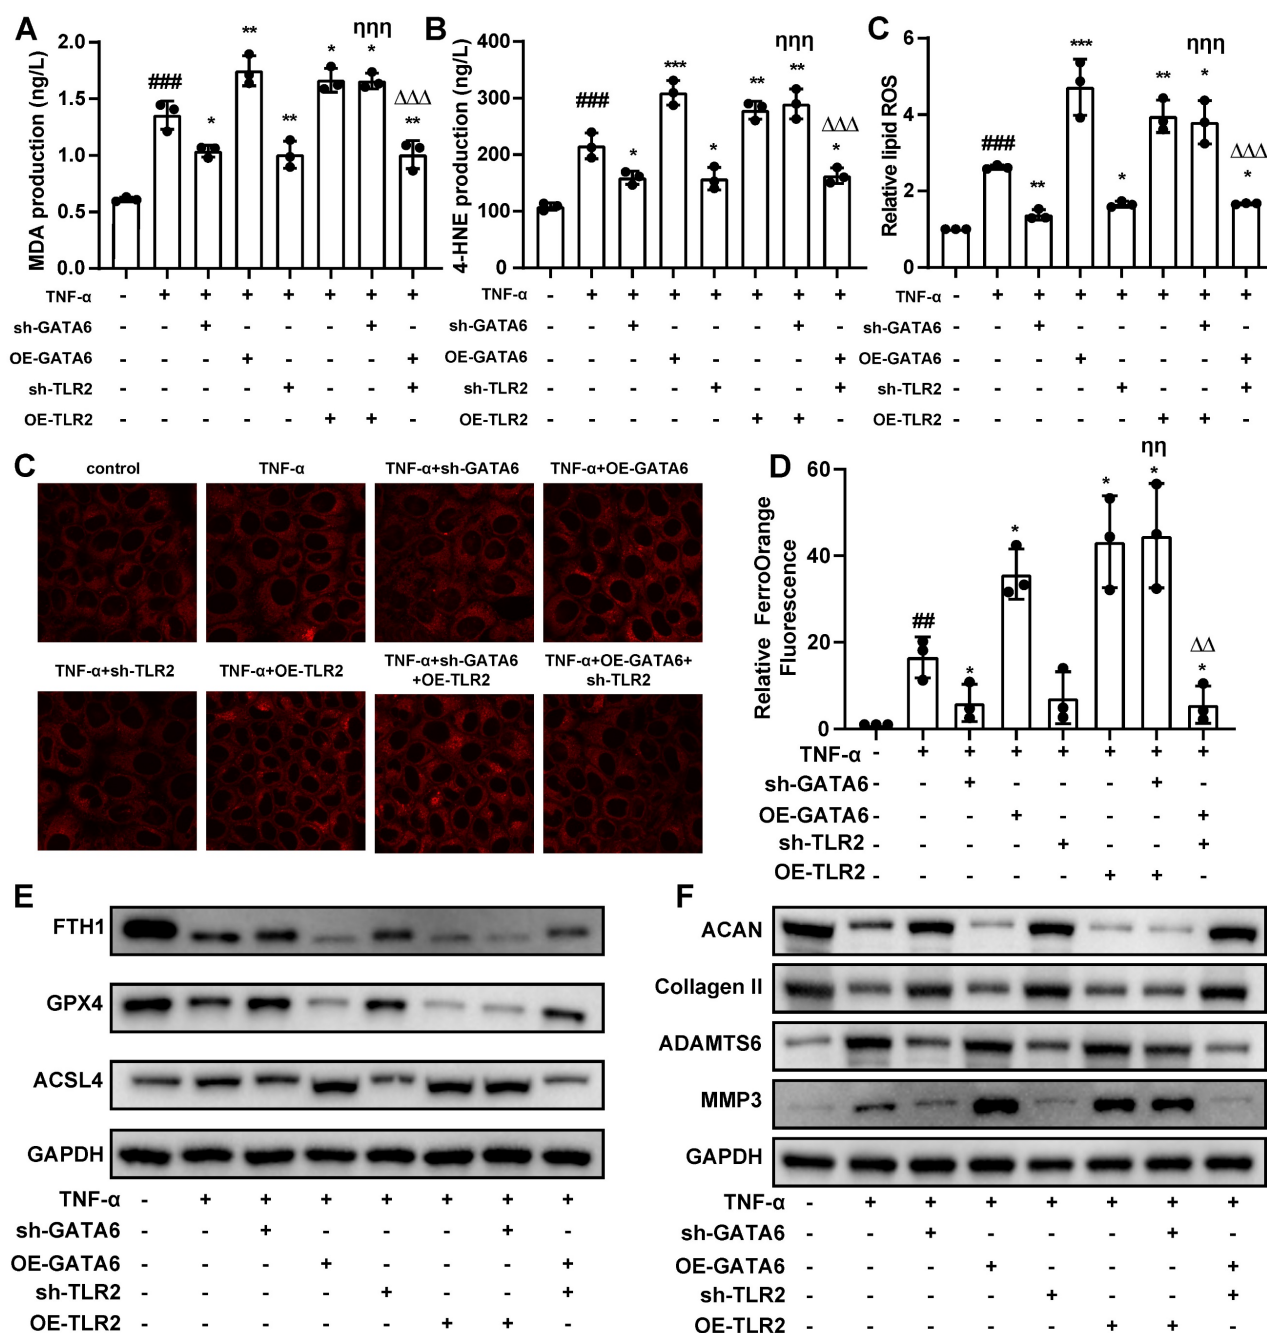 A
MDA production (ng/L)
2.0
1.5
1.0
0.5
0.0
###
*
**
**
*
ηηη
*
ΔΔΔ
**
TNF-α - + + + + + + +
sh-GATA6 - - + - - - + -
OE-GATA6 - - - + - - - +
sh-TLR2 - - - - + - - +
OE-TLR2 - - - - - + + -
B
4-HNE production (ng/L)
400
300
200
100
0
###
*
***
*
**
ηηη
**
ΔΔΔ
*
TNF-α - + + + + + + +
sh-GATA6 - - + - - - + -
OE-GATA6 - - - + - - - +
sh-TLR2 - - - - + - - +
OE-TLR2 - - - - - + + -
C
Relative lipid ROS
6
4
2
0
###
**
***
*
**
ηηη
*
ΔΔΔ
*
TNF-α - + + + + + + +
sh-GATA6 - - + - - - + -
OE-GATA6 - - - + - - - +
sh-TLR2 - - - - + - - +
OE-TLR2 - - - - - + + -
C
control
TNF-α
TNF-α+sh-GATA6
TNF-α+OE-GATA6
TNF-α+sh-TLR2
TNF-α+OE-TLR2
TNF-α+sh-GATA6
+OE-TLR2
TNF-α+OE-GATA6+
sh-TLR2
D
Relative FerroOrange
Fluorescence
60
40
20
0
##
*
*
*
ηη
*
ΔΔ
*
TNF-α - + + + + + + +
sh-GATA6 - - + - - - + -
OE-GATA6 - - - + - - - +
sh-TLR2 - - - - + - - +
OE-TLR2 - - - - - + + -
E
FTH1
GPX4
ACSL4
GAPDH
TNF-α - + + + + + + +
sh-GATA6 - - + - - - + -
OE-GATA6 - - - + - - - +
sh-TLR2 - - - - + - - +
OE-TLR2 - - - - - + + -
F
ACAN
Collagen II
ADAMTS6
MMP3
GAPDH
TNF-α - + + + + + + +
sh-GATA6 - - + - - - + -
OE-GATA6 - - - + - - - +
sh-TLR2 - - - - + - - +
OE-TLR2 - - - - - + + -